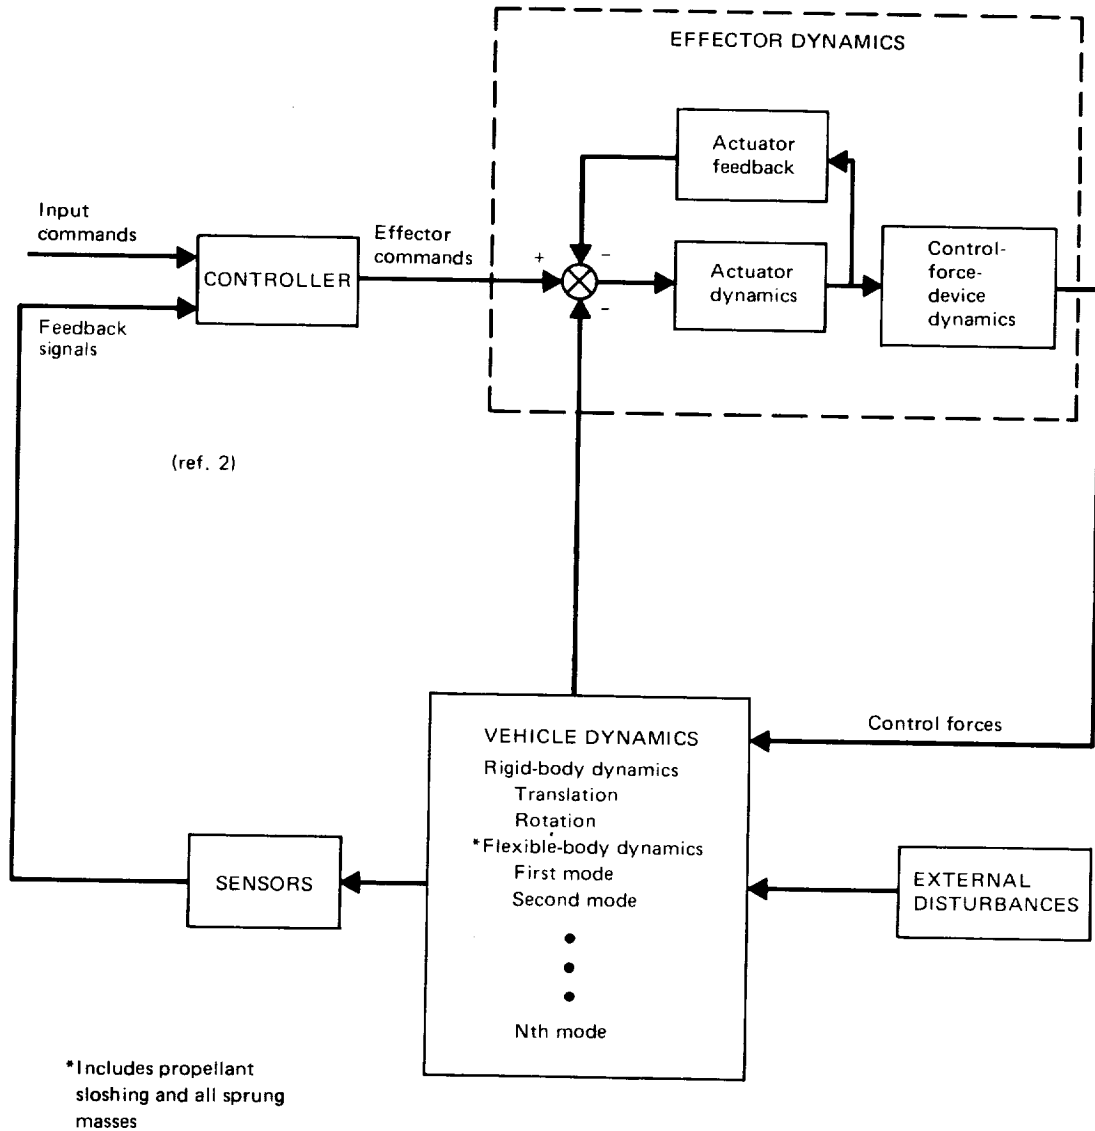 EFFECTOR DYNAMICS
Actuator
feedback
Input
commands
Effector
commands
+
-
CONTROLLER
Actuator
dynamics
Control-
force-
device
dynamics
-
Feedback
signals
(ref. 2)
Control forces
VEHICLE DYNAMICS
Rigid-body dynamics
Translation
Rotation
*Flexible-body dynamics
First mode
Second mode
Nth mode
SENSORS
EXTERNAL
DISTURBANCES
*Includes propellant
sloshing and all sprung
masses